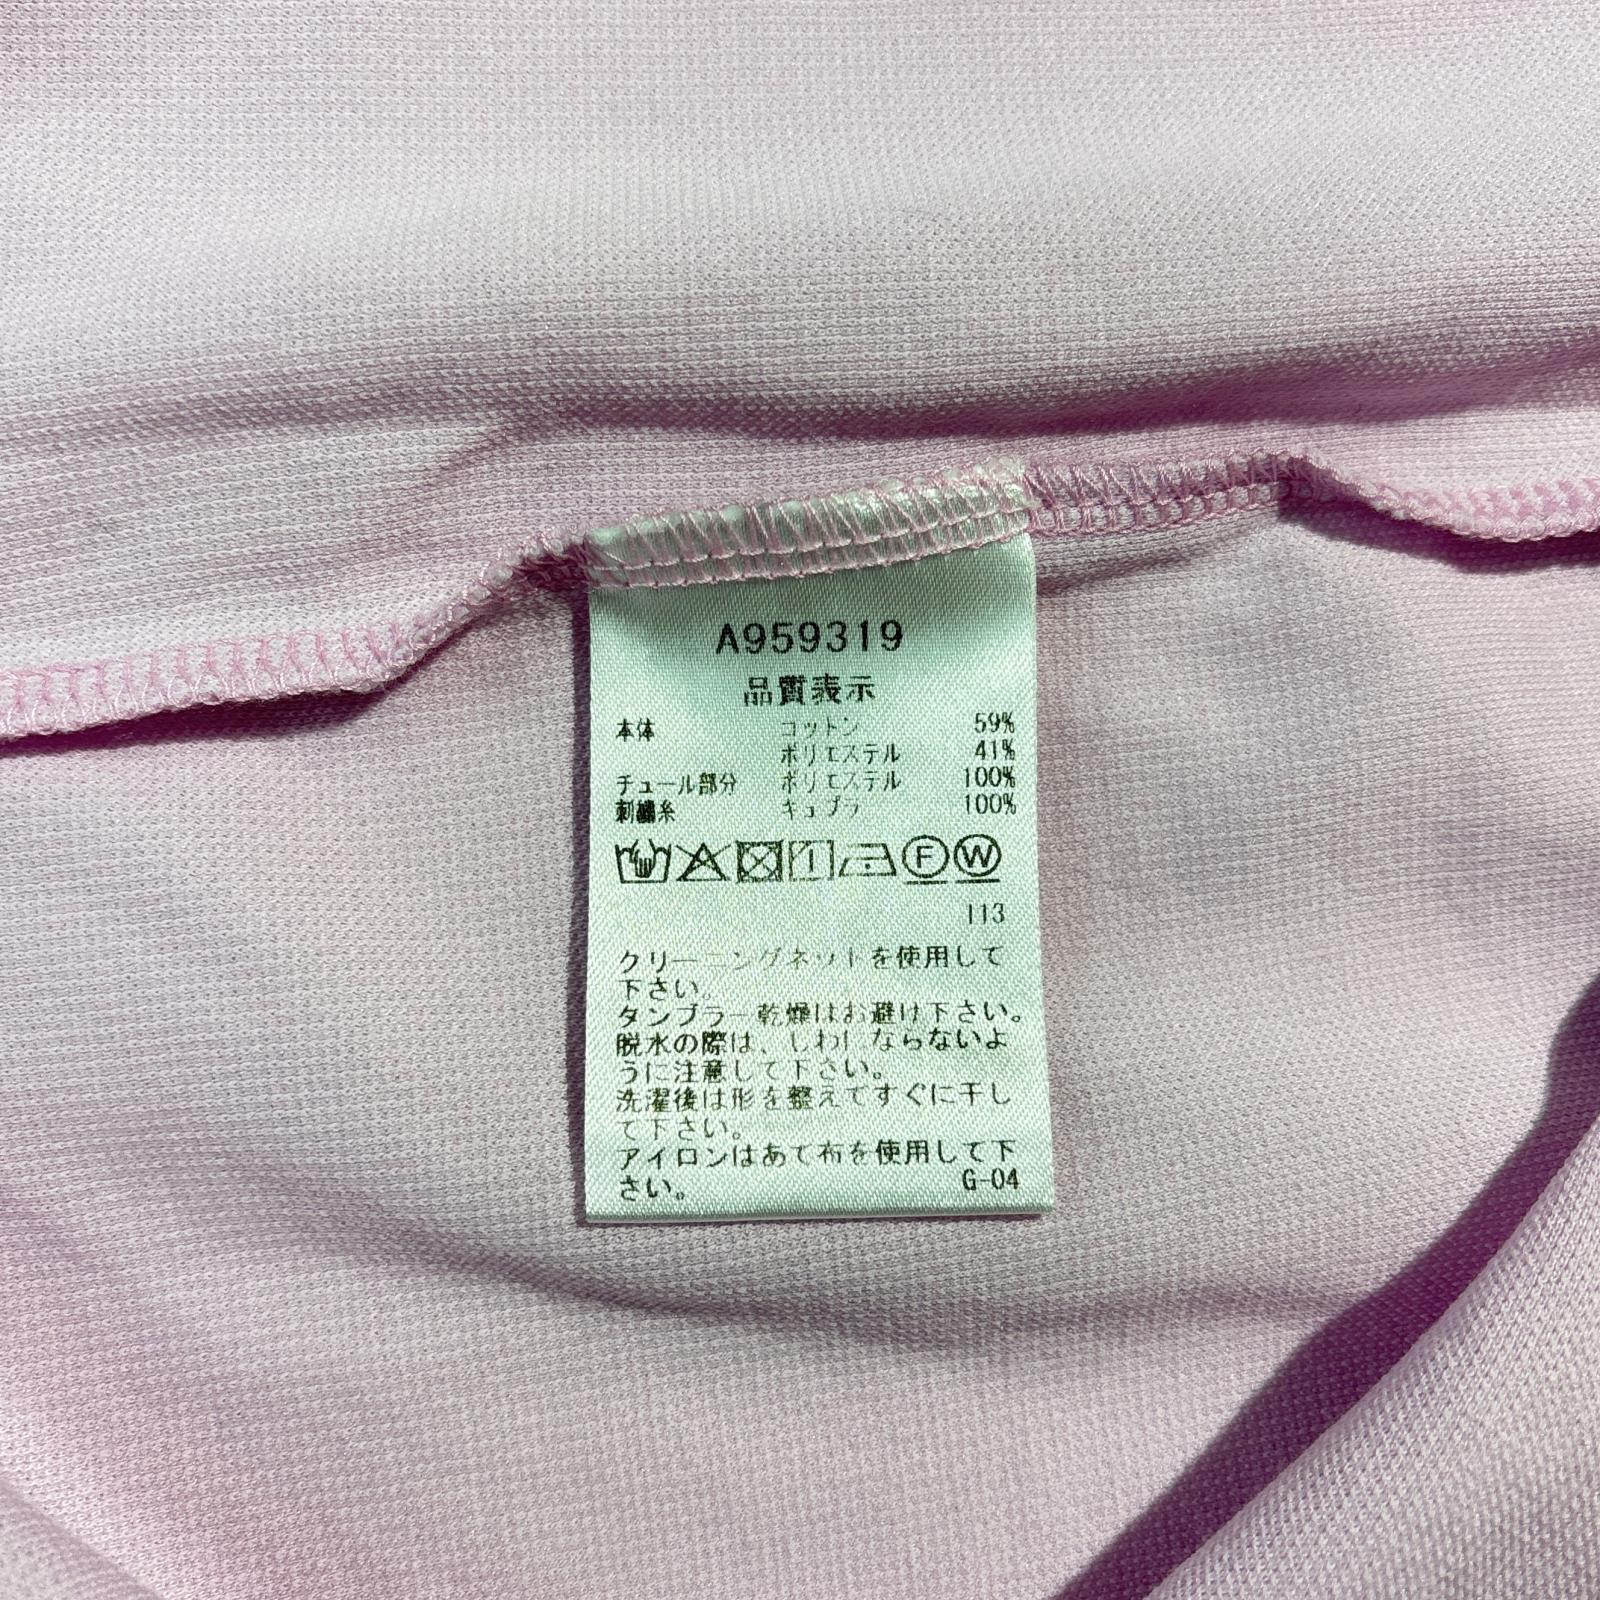 A959319
品質表示
本体 コットン 59%
ポリエステル 41%
チュール部分 ポリエステル 100%
刺繍糸 キュプラ 100%
F W
113
クリーニングネットを使用して
下さい。
タンブラー乾燥はお避け下さい。
脱水の際は、しわにならないよ
うに注意して下さい。
洗濯後は形を整えてすぐに干し
て下さい。
アイロンはあて布を使用して下
さい。 G-04